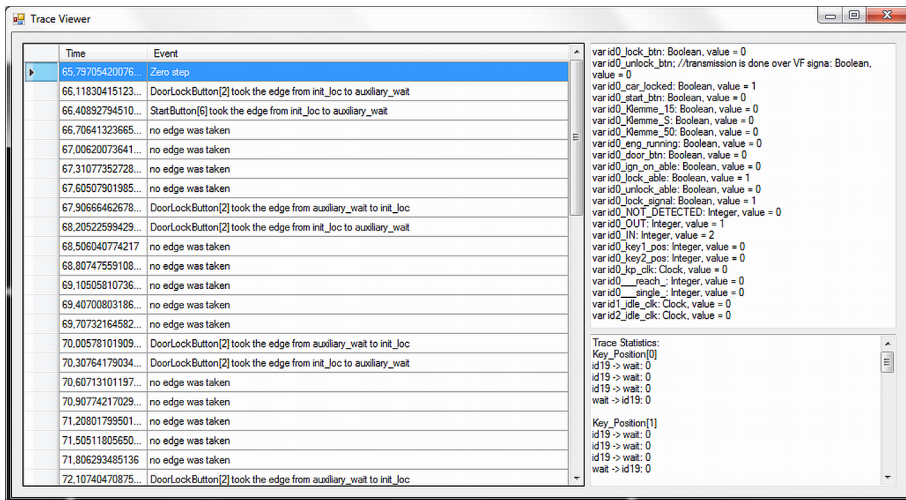 Trace Viewer
Time Event
65,79705420076... Zero step
66,11830415123... DoorLockButton[2] took the edge from init_loc to auxiliary_wait
66,40892794510... StartButton[6] took the edge from init_loc to auxiliary_wait
66,70641323665... no edge was taken
67,00620073641... no edge was taken
67,31077352728... no edge was taken
67,60507901985... no edge was taken
67,90666462678... DoorLockButton[2] took the edge from auxiliary_wait to init_loc
68,20522599429... DoorLockButton[2] took the edge from init_loc to auxiliary_wait
68,506040774217 no edge was taken
68,80747559108... no edge was taken
69,10505810736... no edge was taken
69,40700803186... no edge was taken
69,70732164582... no edge was taken
70,00578101909... DoorLockButton[2] took the edge from auxiliary_wait to init_loc
70,30764179034... DoorLockButton[2] took the edge from init_loc to auxiliary_wait
70,60713101197... no edge was taken
70,90774217029... no edge was taken
71,20801799501... no edge was taken
71,50511805650... no edge was taken
71,806293485136 no edge was taken
72,10740470875... DoorLockButton[2] took the edge from auxiliary_wait to init_loc
var id0_lock_btn: Boolean, value = 0
var id0_unlock_btn; //transmission is done over VF signa: Boolean,
value = 0
var id0_car_locked: Boolean, value = 1
var id0_start_btn: Boolean, value = 0
var id0_Klemme_15: Boolean, value = 0
var id0_Klemme_S: Boolean, value = 0
var id0_Klemme_50: Boolean, value = 0
var id0_eng_running: Boolean, value = 0
var id0_door_btn: Boolean, value = 0
var id0_ign_on_able: Boolean, value = 0
var id0_lock_able: Boolean, value = 1
var id0_unlock_able: Boolean, value = 0
var id0_lock_signal: Boolean, value = 1
var id0_NOT_DETECTED: Integer, value = 0
var id0_OUT: Integer, value = 1
var id0_IN: Integer, value = 2
var id0_key1_pos: Integer, value = 0
var id0_key2_pos: Integer, value = 0
var id0_kp_clk: Clock, value = 0
var id0___reach_: Integer, value = 0
var id0___single_: Integer, value = 0
var id1_idle_clk: Clock, value = 0
var id2_idle_clk: Clock, value = 0
Trace Statistics:
Key_Position[0]
id19 -> wait: 0
id19 -> wait: 0
id19 -> wait: 0
wait -> id19: 0
Key_Position[1]
id19 -> wait: 0
id19 -> wait: 0
id19 -> wait: 0
wait -> id19: 0